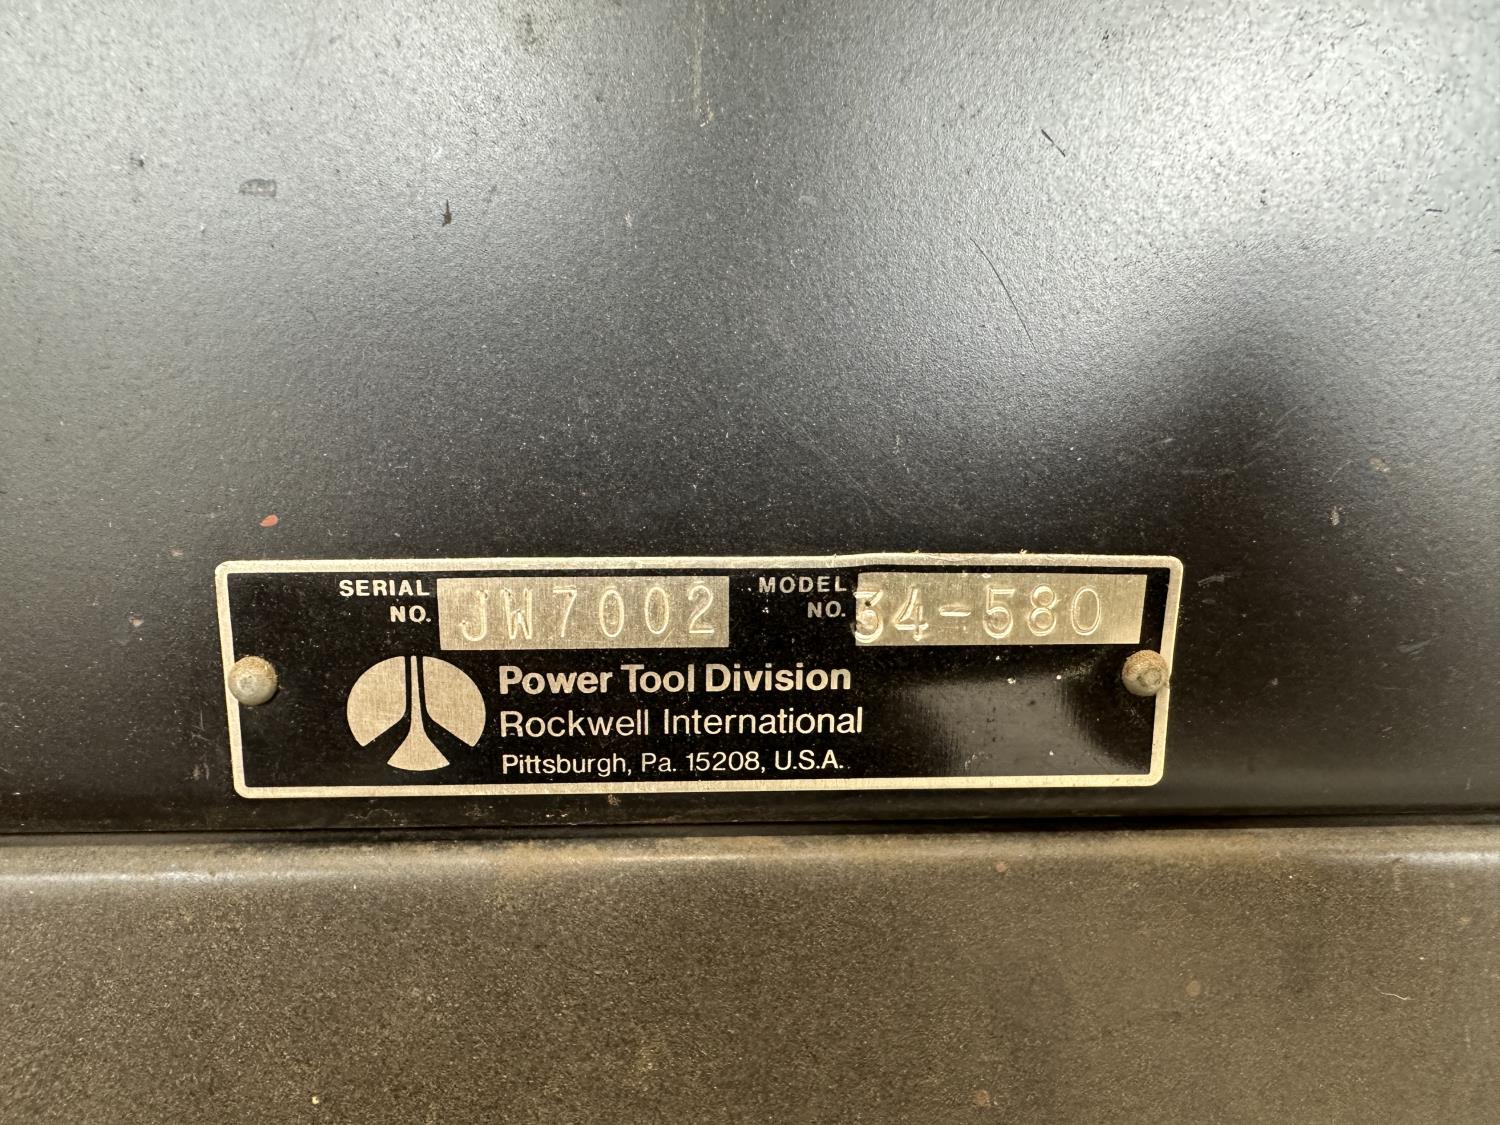 SERIAL NO. JW7002 MODEL NO. 34-580
Power Tool Division
Rockwell International
Pittsburgh, Pa. 15208, U.S.A.